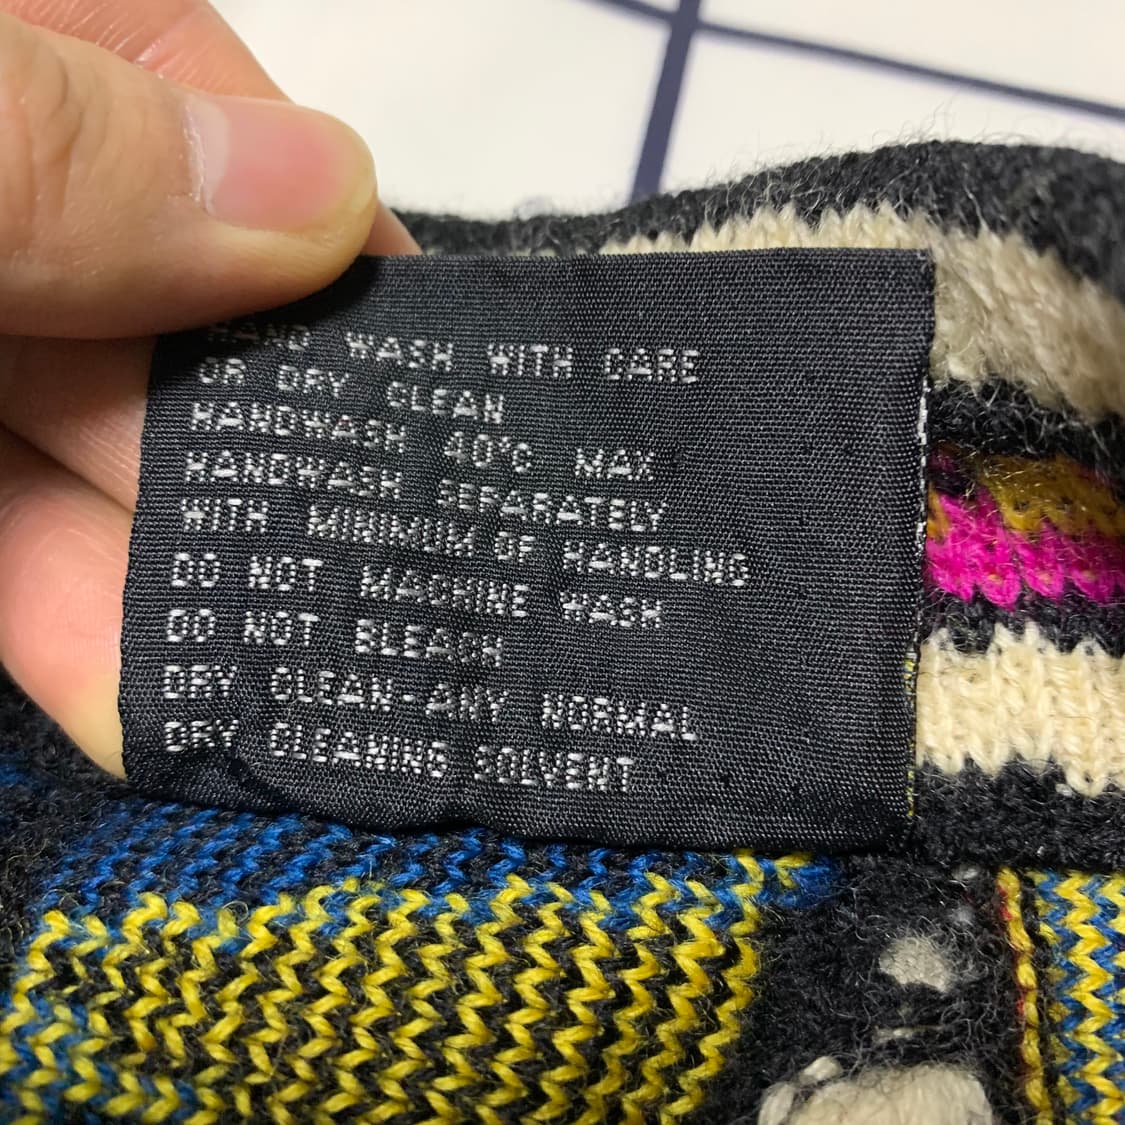 HAND WASH WITH CARE
OR DRY CLEAN
HANDWASH 40°C MAX
HANDWASH SEPARATELY
WITH MINIMUM OF HANDLING
DO NOT MACHINE WASH
DO NOT BLEACH
DRY CLEAN-ANY NORMAL
DRY CLEANING SOLVENT